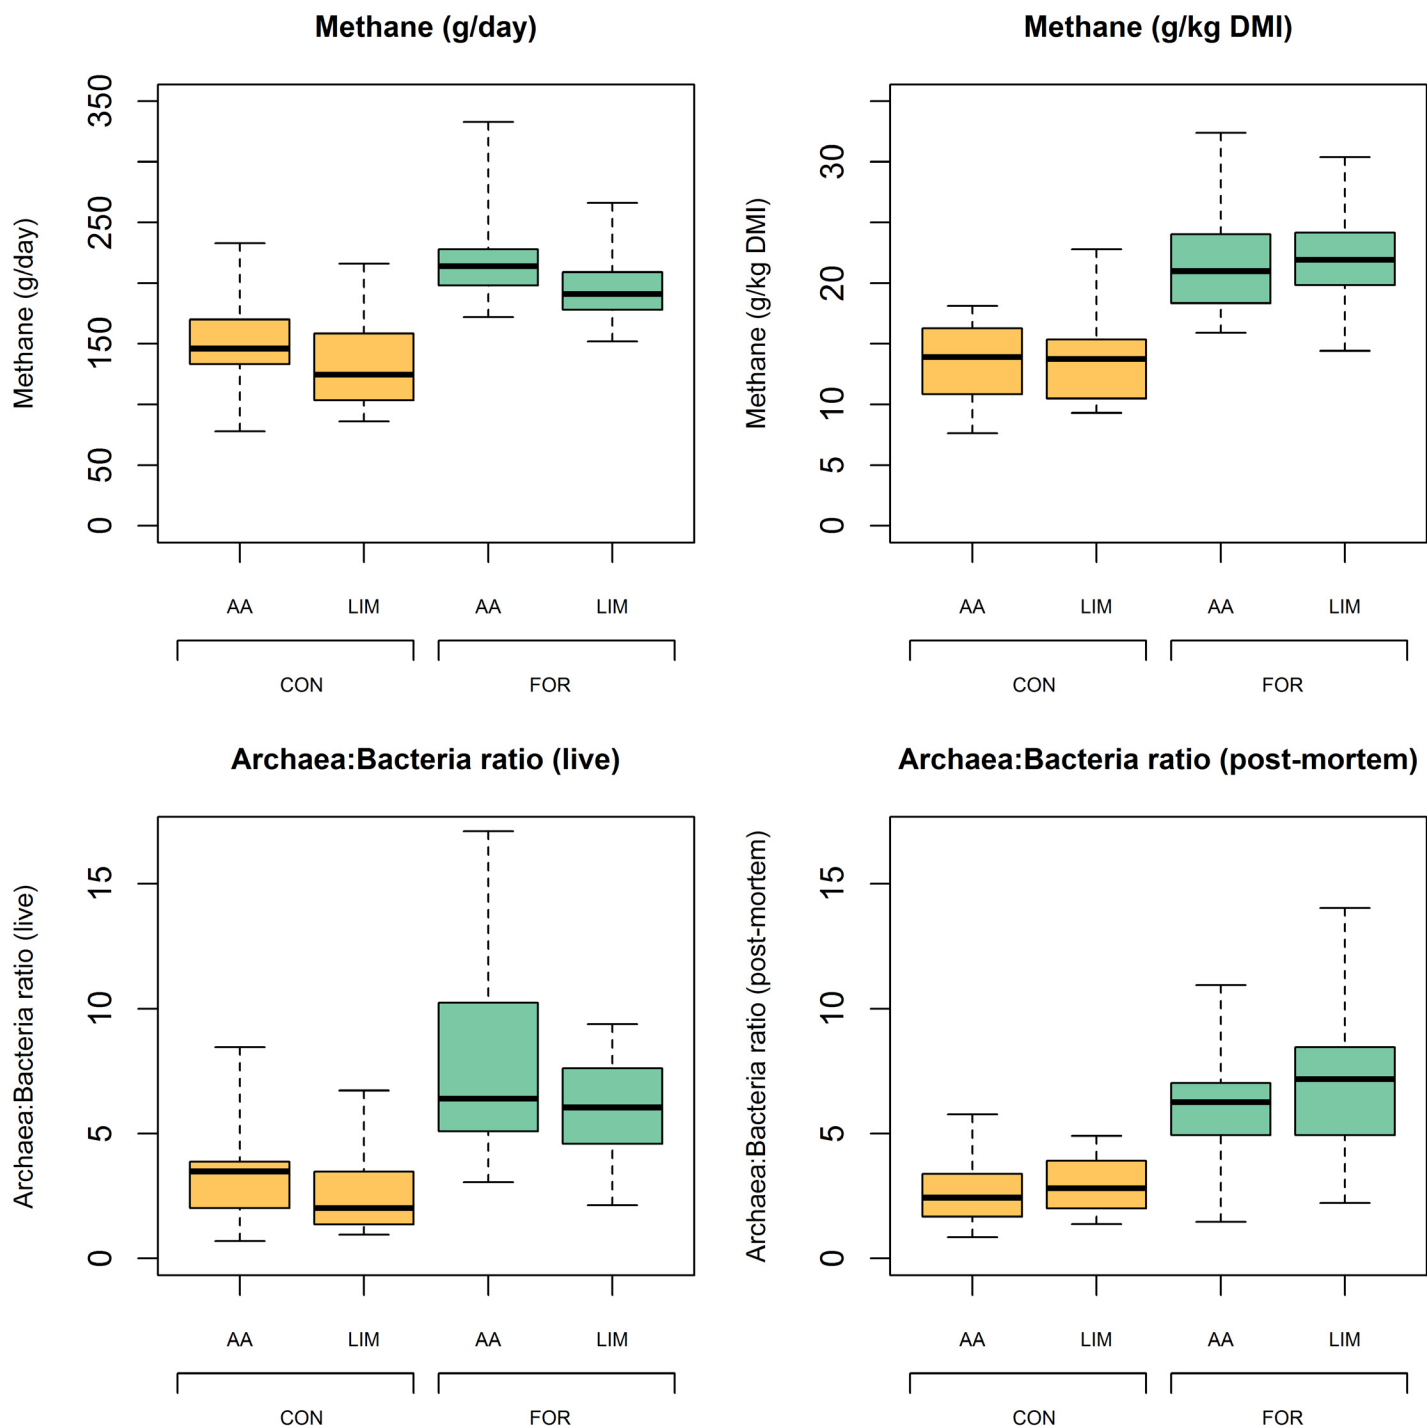 Methane (g/day)
Methane (g/day)
350
250
150
50
0
AA LIM AA LIM
CON FOR
Methane (g/kg DMI)
Methane (g/kg DMI)
30
20
10
5
0
AA LIM AA LIM
CON FOR
Archaea:Bacteria ratio (live)
Archaea:Bacteria ratio (live)
15
10
5
0
AA LIM AA LIM
CON FOR
Archaea:Bacteria ratio (post-mortem)
Archaea:Bacteria ratio (post-mortem)
15
10
5
0
AA LIM AA LIM
CON FOR